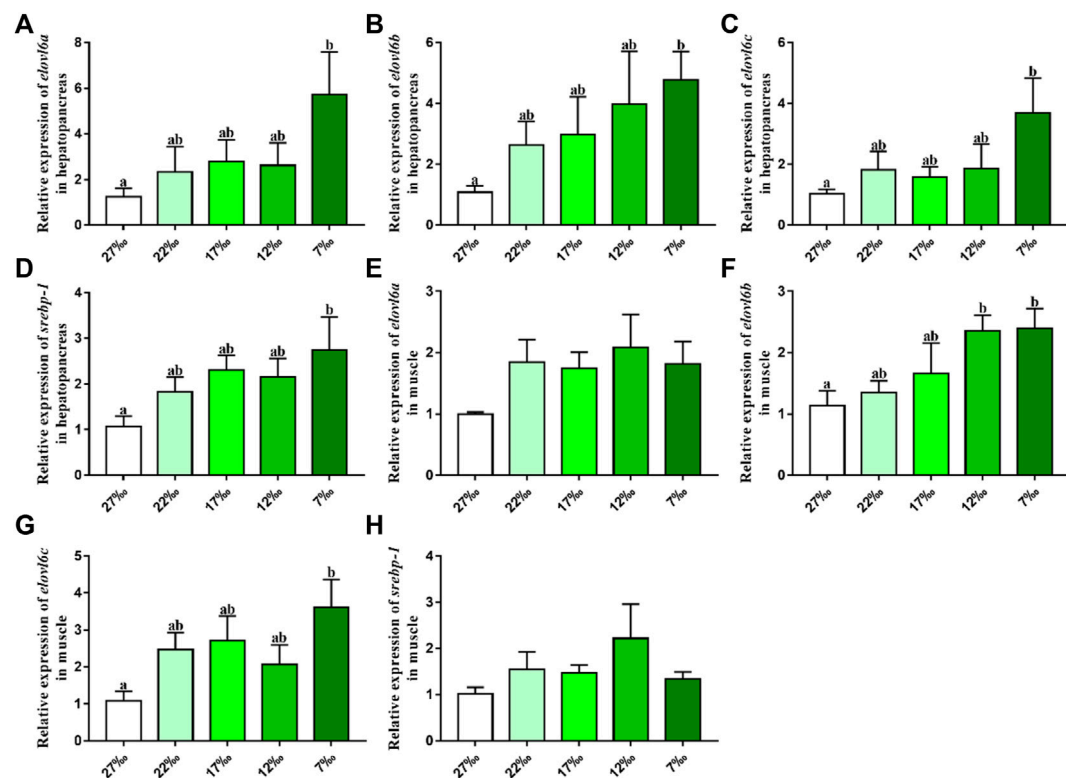 A
Relative expression of elovl6a
in hepatopancreas
8
6
4
2
0
a
ab
ab
ab
b
27‰
22‰
17‰
12‰
7‰
B
Relative expression of elovl6b
in hepatopancreas
6
4
2
0
a
ab
ab
ab
b
27‰
22‰
17‰
12‰
7‰
C
Relative expression of elovl6c
in hepatopancreas
6
4
2
0
a
ab
ab
ab
b
27‰
22‰
17‰
12‰
7‰
D
Relative expression of srebp-1
in hepatopancreas
4
3
2
1
0
a
ab
ab
ab
b
27‰
22‰
17‰
12‰
7‰
E
Relative expression of elovl6a
in muscle
3
2
1
0
27‰
22‰
17‰
12‰
7‰
F
Relative expression of elovl6b
in muscle
3
2
1
0
a
ab
ab
b
b
27‰
22‰
17‰
12‰
7‰
G
Relative expression of elovl6c
in muscle
5
4
3
2
1
0
a
ab
ab
ab
b
27‰
22‰
17‰
12‰
7‰
H
Relative expression of srebp-1
in muscle
4
3
2
1
0
27‰
22‰
17‰
12‰
7‰